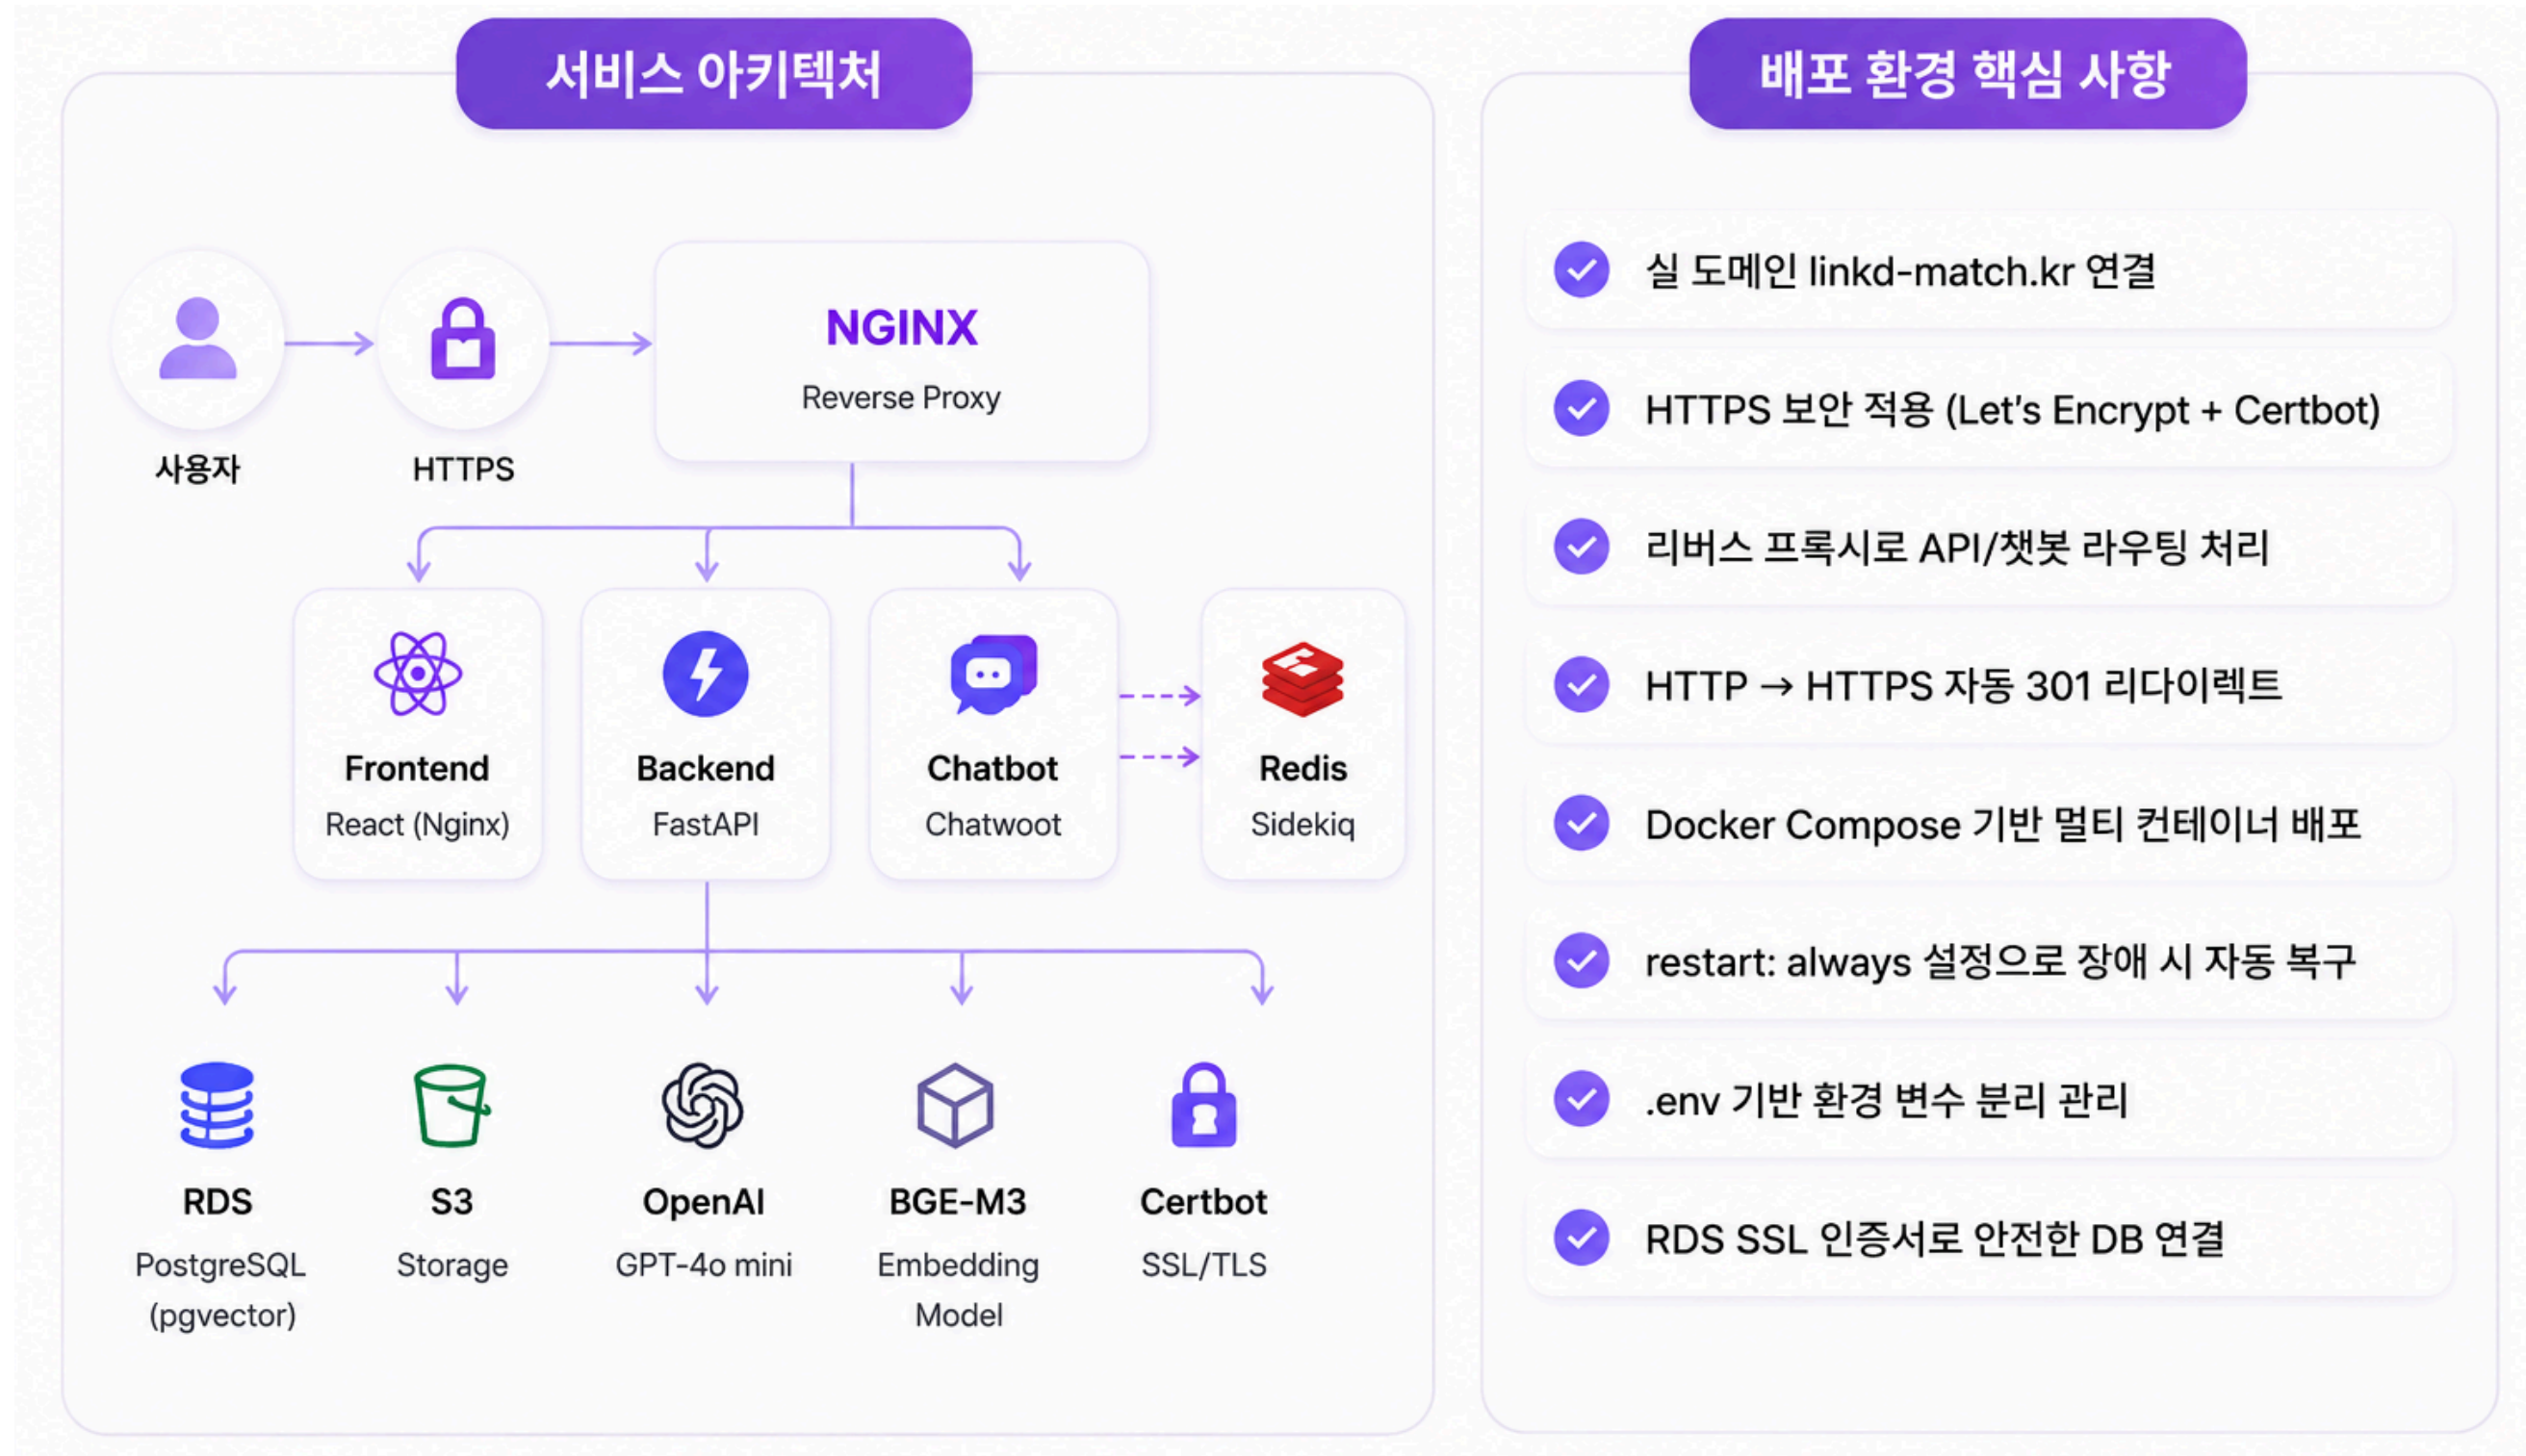 서비스 아키텍처
사용자
HTTPS
NGINX
Reverse Proxy
Frontend
React (Nginx)
Backend
FastAPI
Chatbot
Chatwoot
Redis
Sidekiq
RDS
PostgreSQL
(pgvector)
S3
Storage
OpenAI
GPT-4o mini
BGE-M3
Embedding
Model
Certbot
SSL/TLS
배포 환경 핵심 사항
실 도메인 linkd-match.kr 연결
HTTPS 보안 적용 (Let's Encrypt + Certbot)
리버스 프록시로 API/챗봇 라우팅 처리
HTTP → HTTPS 자동 301 리다이렉트
Docker Compose 기반 멀티 컨테이너 배포
restart: always 설정으로 장애 시 자동 복구
.env 기반 환경 변수 분리 관리
RDS SSL 인증서로 안전한 DB 연결